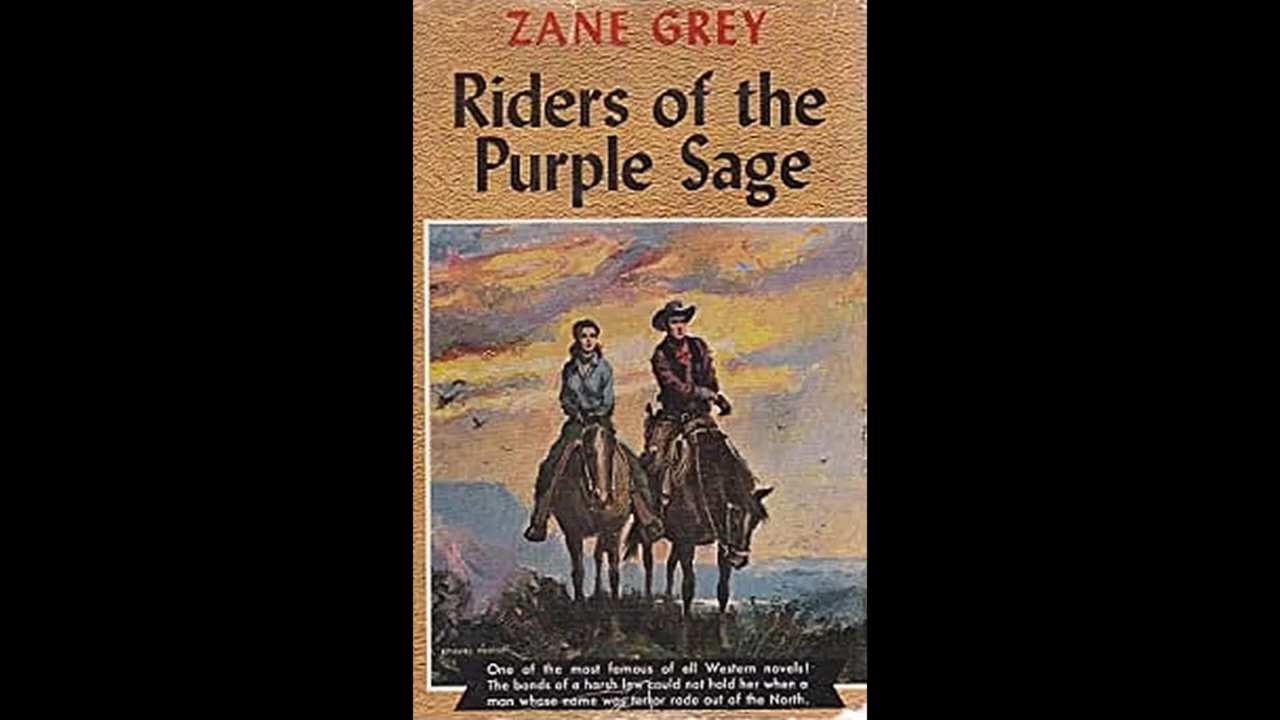 ZANE GREY
Riders of the
Purple Sage
One of the most famous of all Western novels!
The bonds of a harsh law could not hold her when a
man whose name was terror rode out of the North.